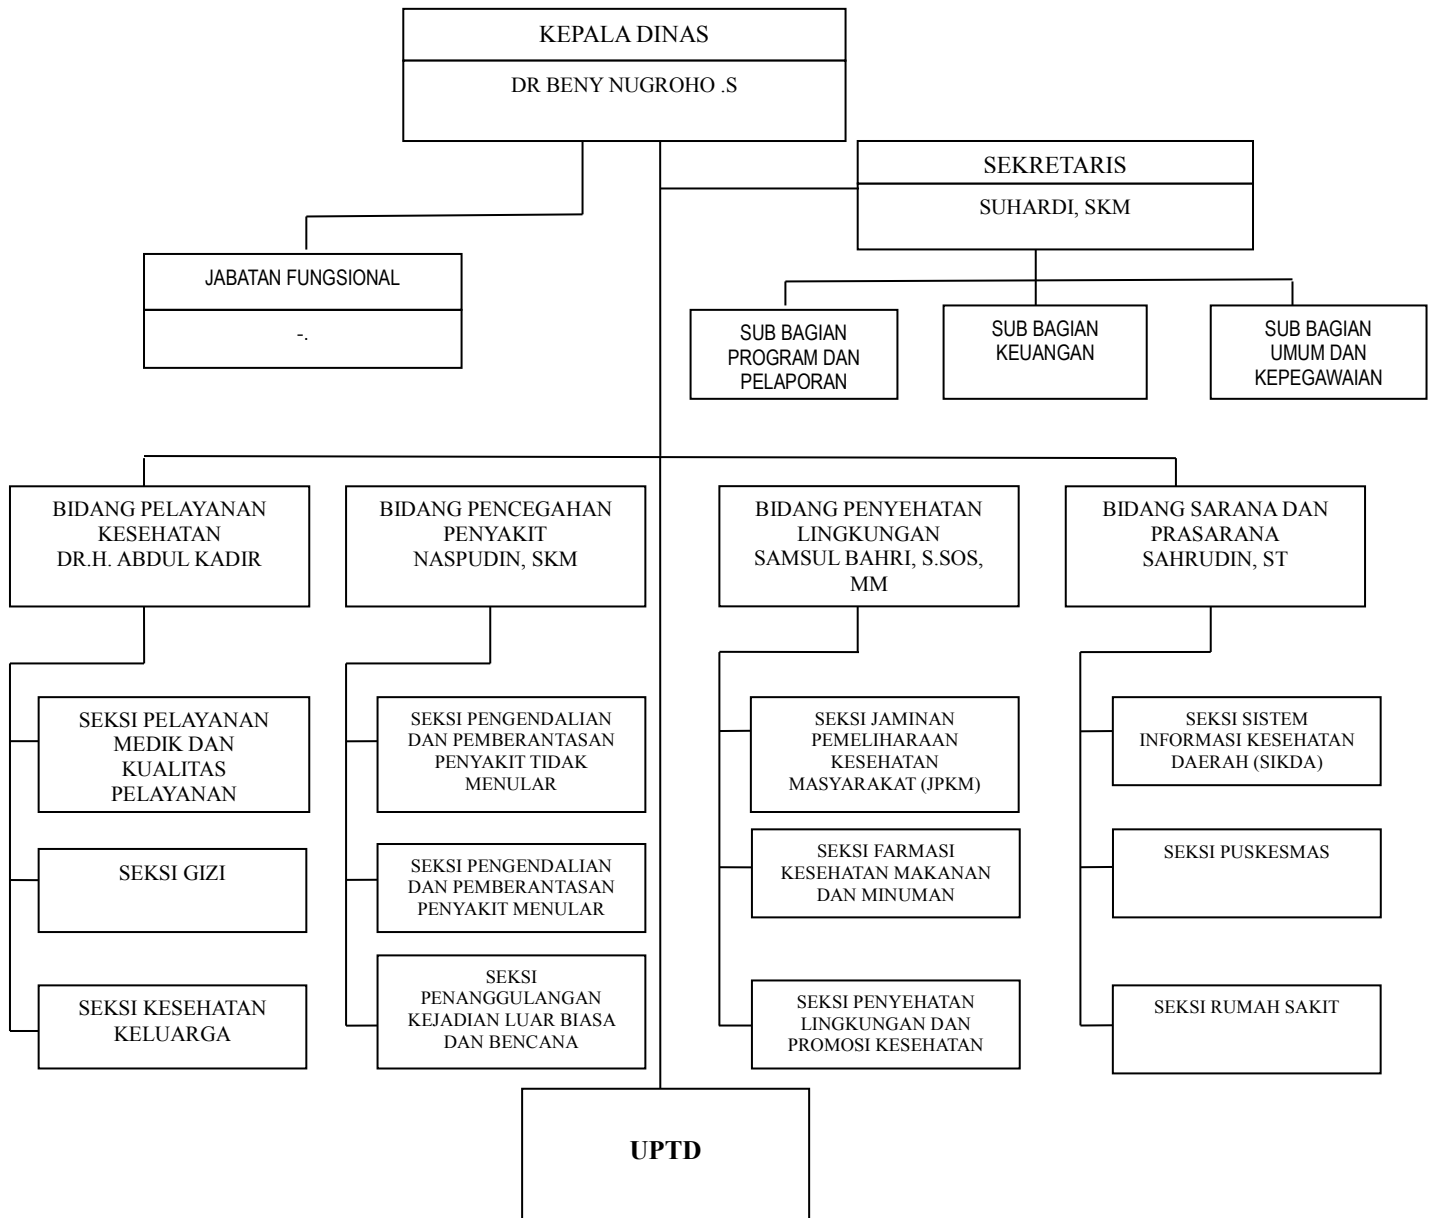 KEPALA DINAS
DR BENY NUGROHO .S
SEKRETARIS
SUHARDI, SKM
JABATAN FUNGSIONAL
-.
SUB BAGIAN
PROGRAM DAN
PELAPORAN
SUB BAGIAN
KEUANGAN
SUB BAGIAN
UMUM DAN
KEPEGAWAIAN
BIDANG PELAYANAN
KESEHATAN
DR.H. ABDUL KADIR
BIDANG PENCEGAHAN
PENYAKIT
NASPUDIN, SKM
BIDANG PENYEHATAN
LINGKUNGAN
SAMSUL BAHRI, S.SOS,
MM
BIDANG SARANA DAN
PRASARANA
SAHRUDIN, ST
SEKSI PELAYANAN
MEDIK DAN
KUALITAS
PELAYANAN
SEKSI PENGENDALIAN
DAN PEMBERANTASAN
PENYAKIT TIDAK
MENULAR
SEKSI JAMINAN
PEMELIHARAAN
KESEHATAN
MASYARAKAT (JPKM)
SEKSI SISTEM
INFORMASI KESEHATAN
DAERAH (SIKDA)
SEKSI GIZI
SEKSI PENGENDALIAN
DAN PEMBERANTASAN
PENYAKIT MENULAR
SEKSI FARMASI
KESEHATAN MAKANAN
DAN MINUMAN
SEKSI PUSKESMAS
SEKSI KESEHATAN
KELUARGA
SEKSI
PENANGGULANGAN
KEJADIAN LUAR BIASA
DAN BENCANA
SEKSI PENYEHATAN
LINGKUNGAN DAN
PROMOSI KESEHATAN
SEKSI RUMAH SAKIT
UPTD